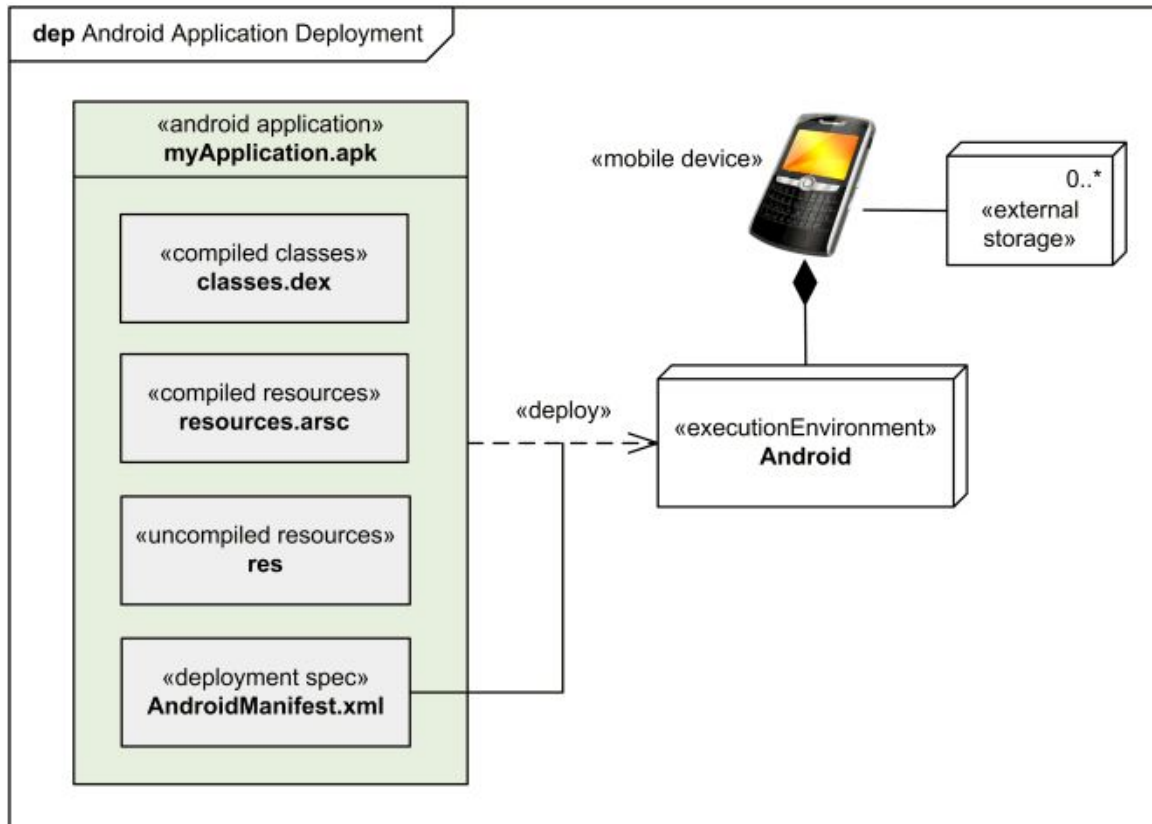 dep Android Application Deployment
«android application»
myApplication.apk
«compiled classes»
classes.dex
«compiled resources»
resources.arsc
«uncompiled resources»
res
«deployment spec»
AndroidManifest.xml
«deploy»
«mobile device»
0..*
«external
storage»
«executionEnvironment»
Android